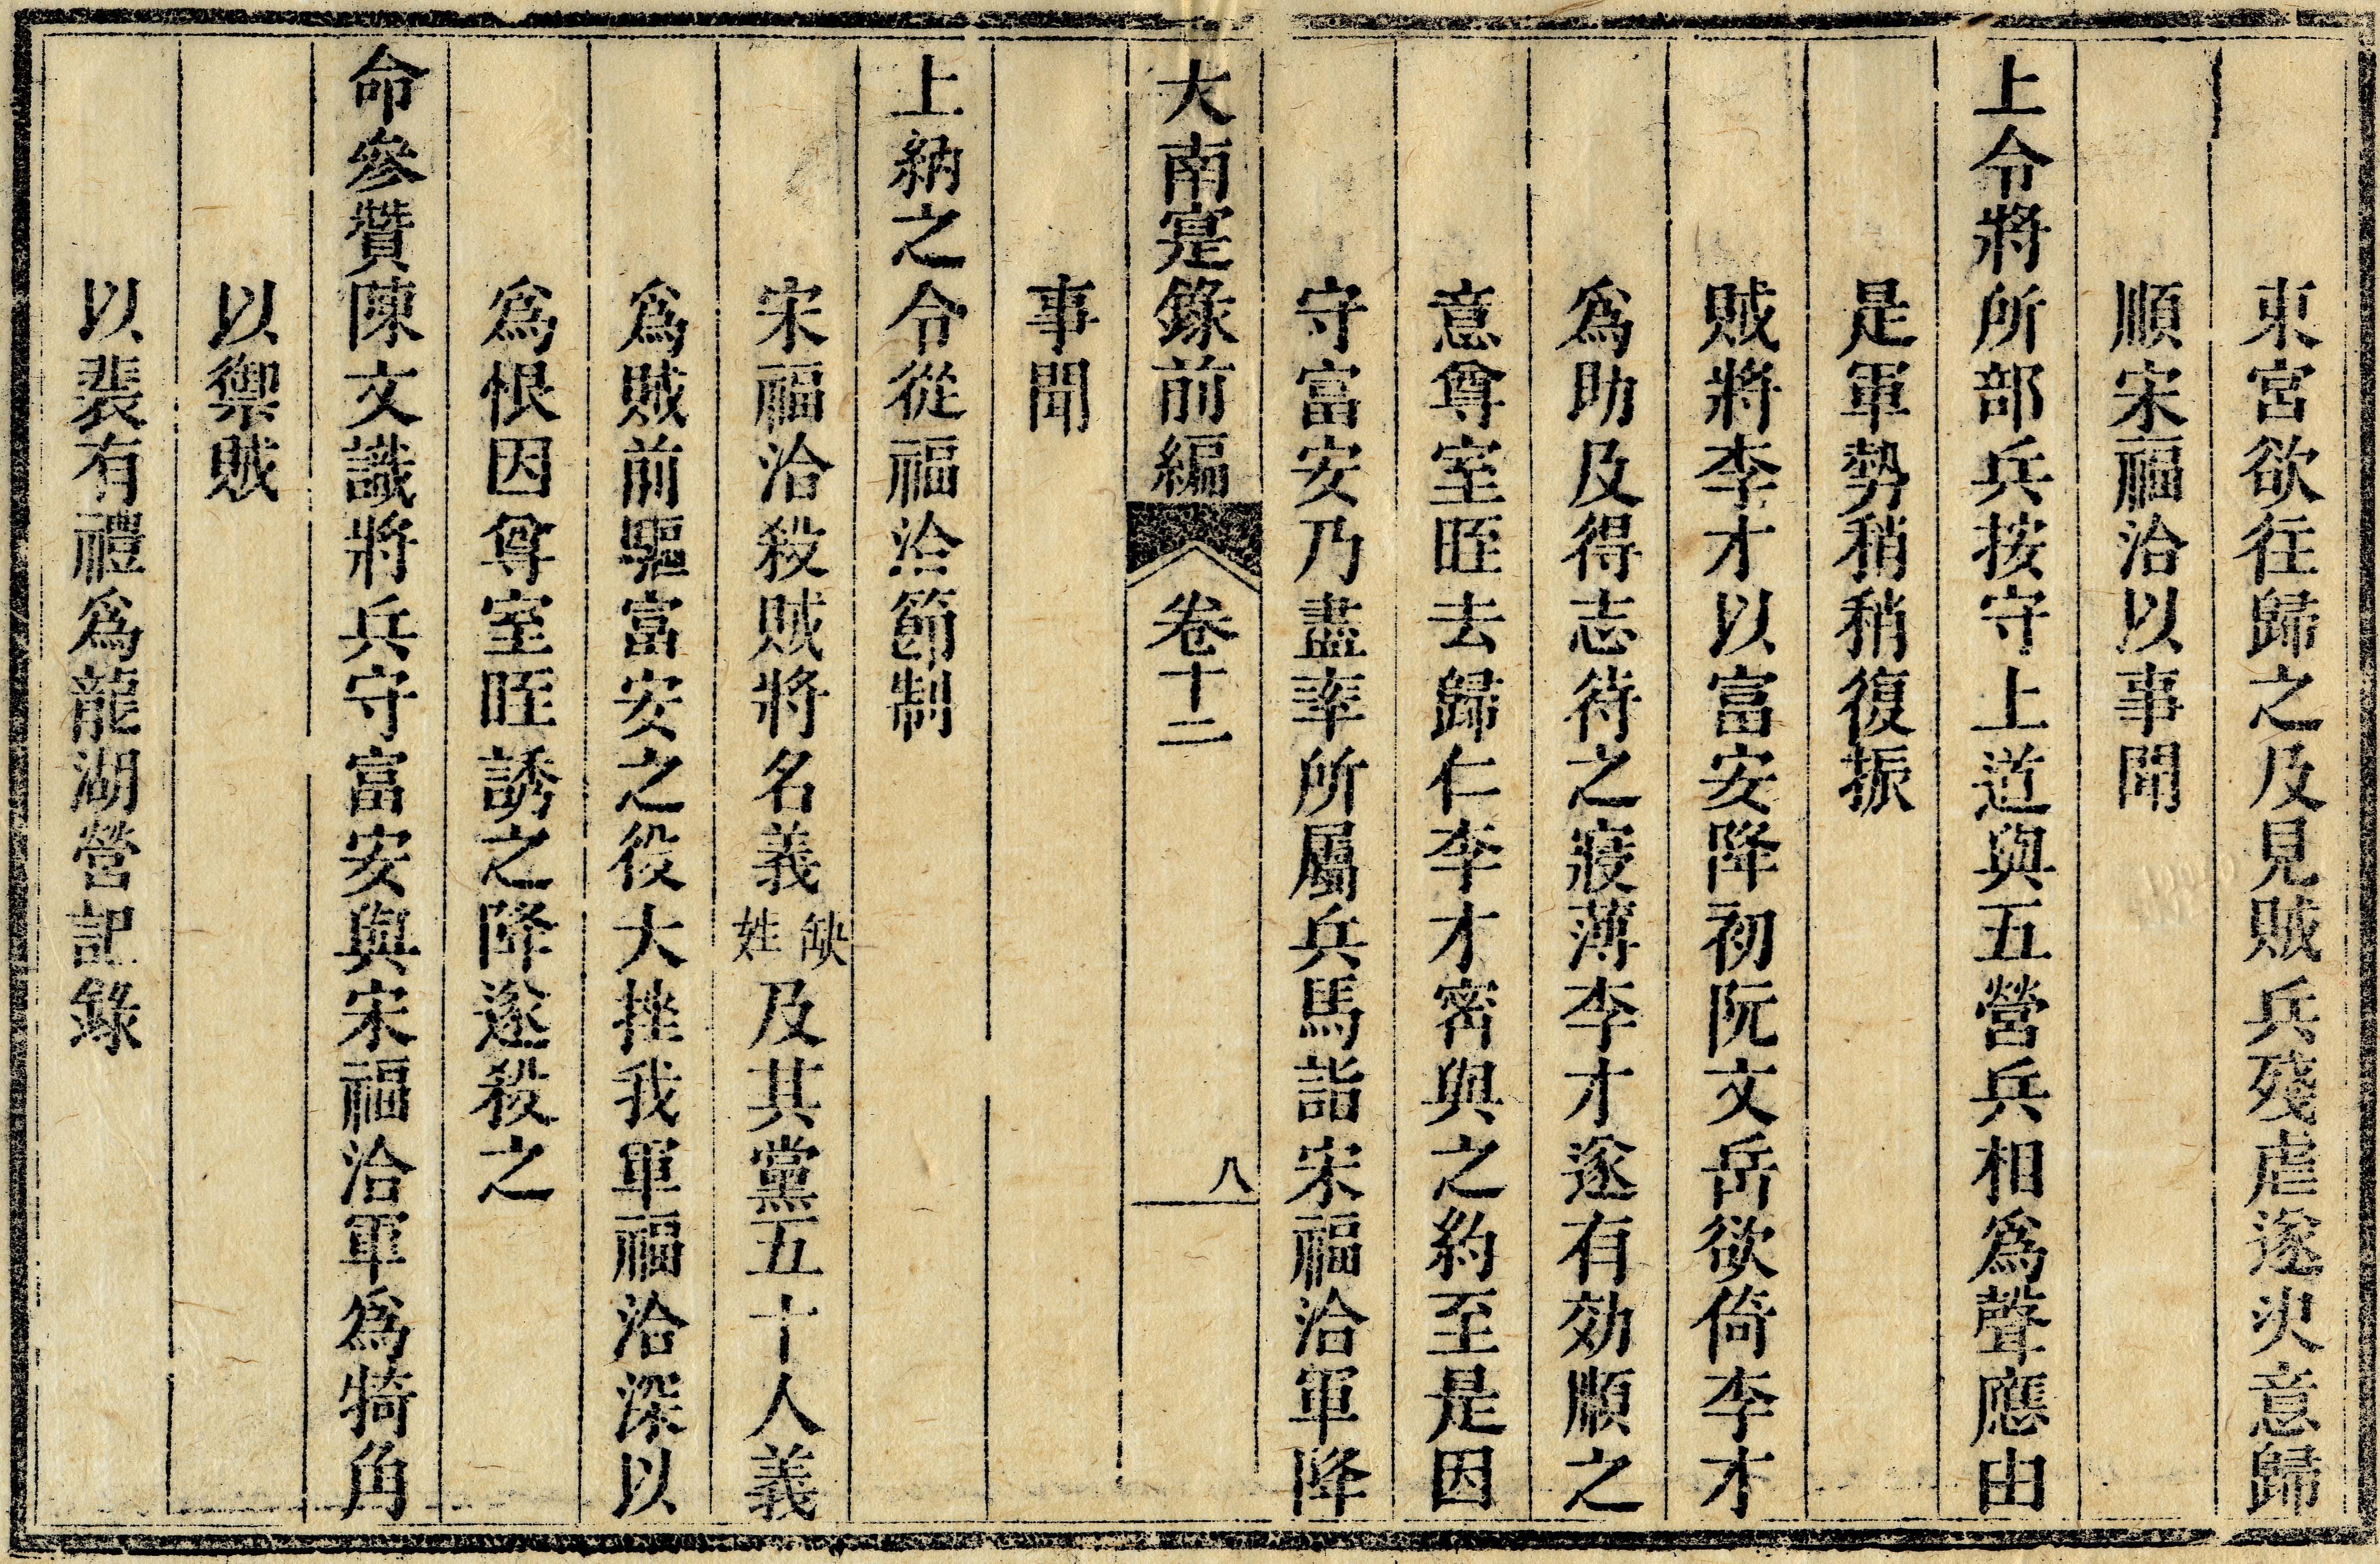 東宮欲往歸之及見賊兵殘虐遂決意歸
順宋福洽以事聞
上令將所部兵按守上道與五營兵相爲聲應由
是軍勢稍稍復振
賊將李才以富安降初阮文岳欲倚李才
爲助及得志待之寢薄李才遂有効順之
意尊室晊去歸仁李才密與之約至是因
守富安乃盡率所屬兵馬詣宋福洽軍降
大南寔錄前編 卷十二 八
事聞
上納之令從福洽節制
宋福洽殺賊將名義缺姓及其黨五十人義
爲賊前驅富安之役大挫我軍福洽深以
爲恨因尊室晊誘之降遂殺之
命參贊陳文識將兵守富安與宋福洽軍爲犄角
以禦賊
以裴有禮爲龍湖營記錄